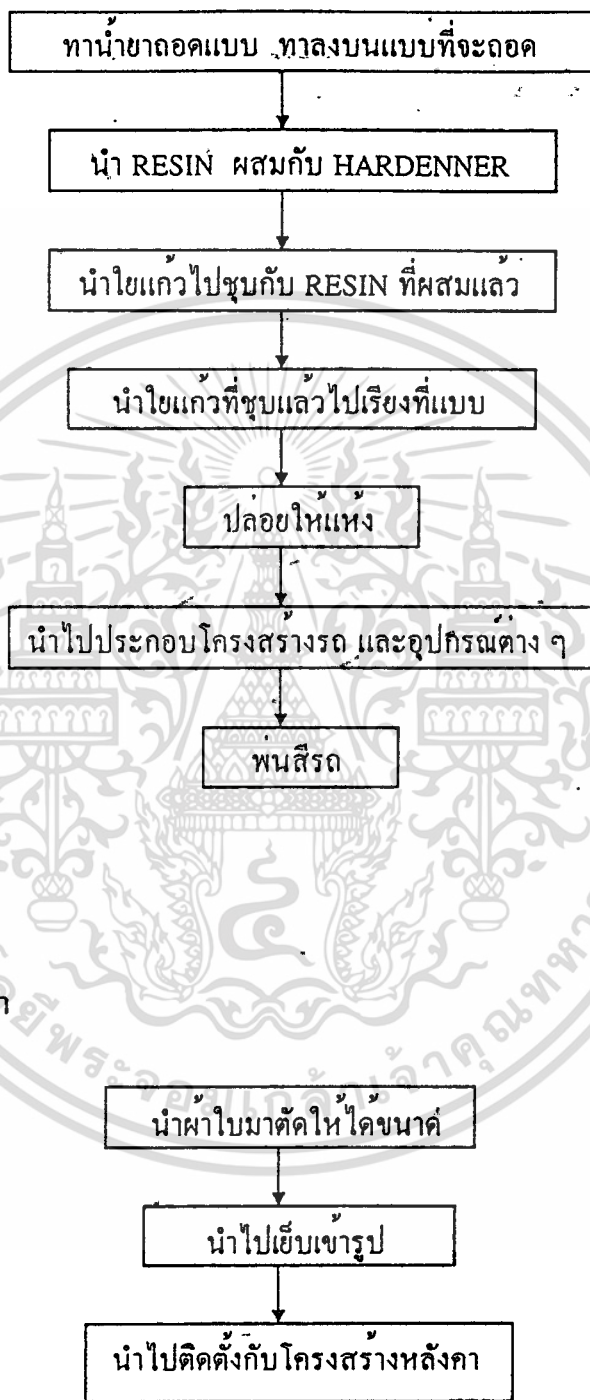 ทาน้ำยาถอดแบบ ทาลงบนแบบที่จะถอด
นำ RESIN ผสมกับ HARDENNER
นำใยแก้วไปชุบกับ RESIN ที่ผสมแล้ว
นำใยแก้วที่ชุบแล้วไปเรียงที่แบบ
ปล่อยให้แห้ง
นำไปประกอบโครงสร้างรถ และอุปกรณ์ต่าง ๆ
พ่นสีรถ
นำผ้าใบมาตัดให้ได้ขนาด
นำไปเย็บเข้ารูป
นำไปติดตั้งกับโครงสร้างหลังคา